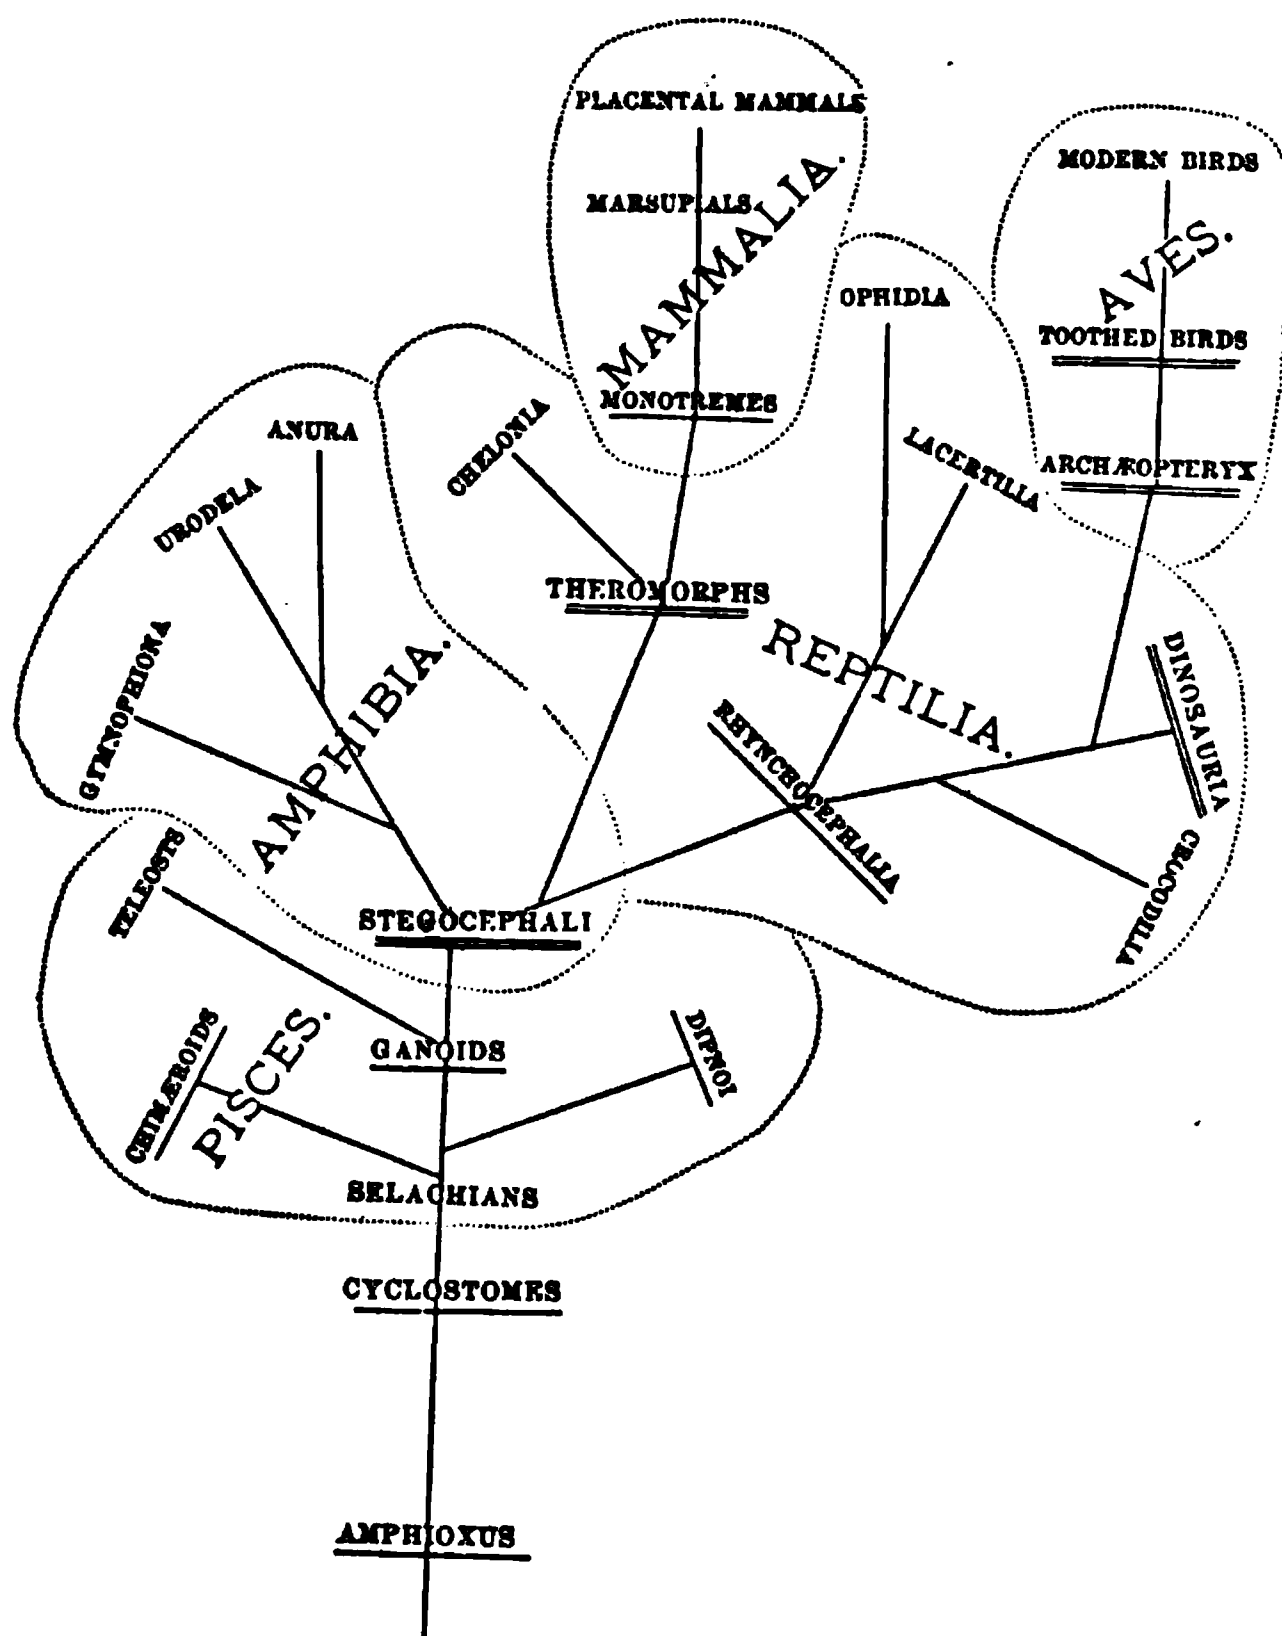 PLACENTAL MAMMALS
MODERN BIRDS
MARSUPIALS
MAMMALIA.
AVES.
OPHIDIA
TOOTHED BIRDS
MONOTREMES
ANURA
CHELONIA
LACERTILIA
ARCHÆOPTERYX
URODELA
THEROMORPHS
REPTILIA.
GYMNOPHIONA
AMPHIBIA.
DINOSAURIA
RHYNCHOCEPHALIA
TELEOSTS
CROCODILIA
STEGOCEPHALI
GANOIDS
DIPNOI
CHIMÆROIDS
PISCES.
SELACHIANS
CYCLOSTOMES
AMPHIOXUS